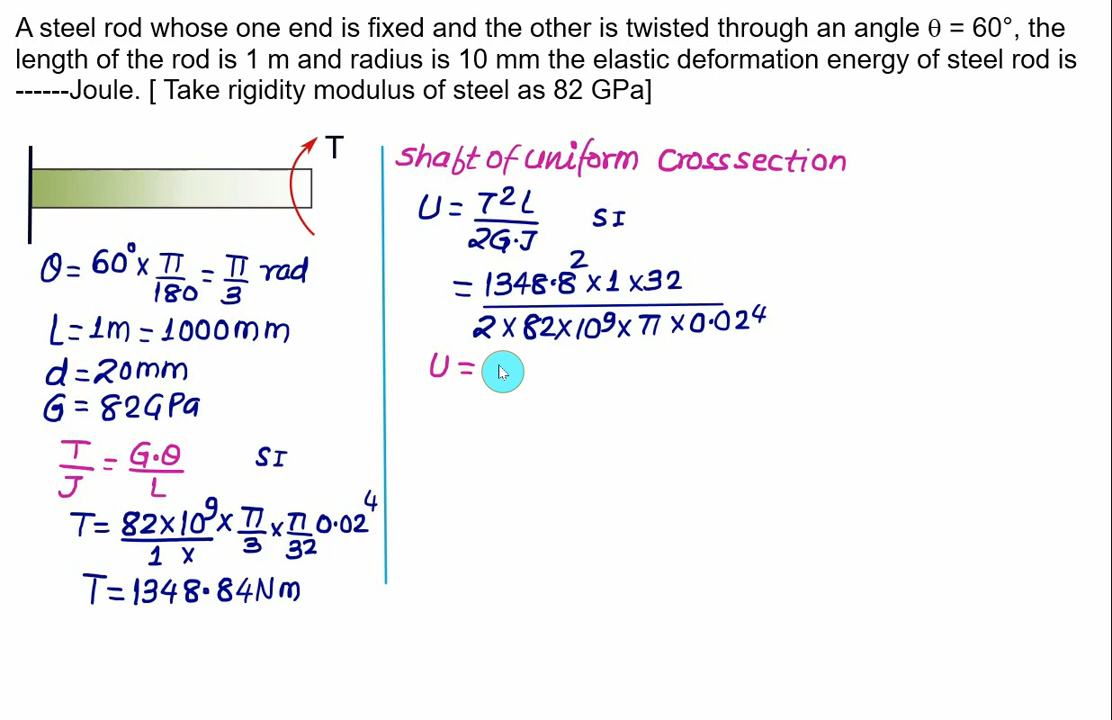 A steel rod whose one end is fixed and the other is twisted through an angle θ = 60°, the
length of the rod is 1 m and radius is 10 mm the elastic deformation energy of steel rod is
------Joule. [ Take rigidity modulus of steel as 82 GPa]
T
θ = 60° x π/180 = π/3 rad
L = 1m = 1000mm
d = 20mm
G = 82GPa
T/J = G.θ/L SI
T = 82x10⁹/1 x x π/3 x π/32 0.02⁴
T = 1348.84Nm
Shaft of uniform Crosssection
U = T²L/2G.J SI
= 1348.8² x 1 x 32/2 x 82 x 10⁹ x π x 0.02⁴
U =